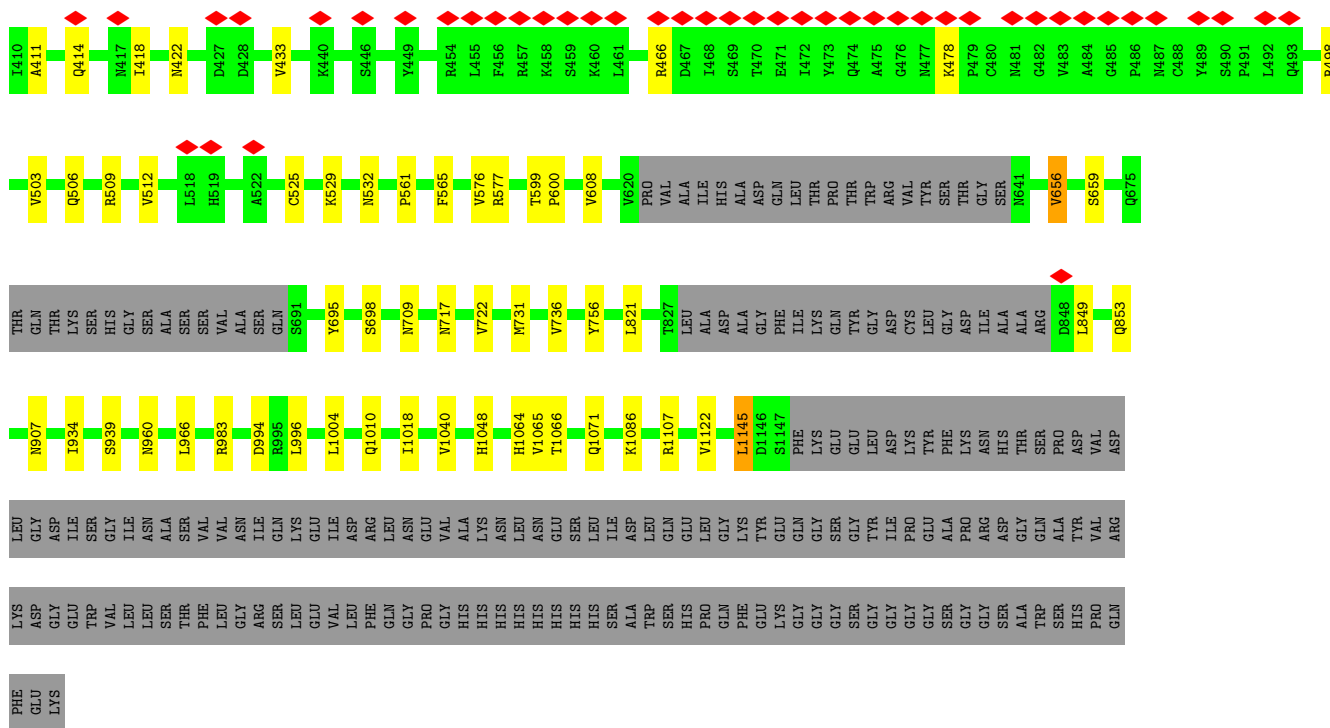 I410 A411 Q414 N417 I418 N422 D427 D428 V433 K440 S446 Y449 R454 L455 F456 R457 K458 S459 K460 L461 R466 D467 I468 S469 T470 E471 I472 Y473 Q474 A475 G476 N477 K478 P479 C480 N481 G482 V483 A484 G485 P486 N487 C488 Y489 S490 P491 L492 Q493 R498
V503 Q506 R509 V512 L518 H519 A522 C525 K529 N532 P561 F565 V576 R577 T599 P600 V608 V620 PRO VAL ALA ILE HIS ALA ASP GLN LEU THR PRO THR TRP ARG VAL TYR SER THR GLY SER N641 V656 S659 Q675
THR GLN THR LYS SER HIS GLY SER ALA SER SER VAL ALA SER GLN S691 Y695 S698 N709 N717 V722 M731 V736 Y756 L821 T827 LEU ALA ASP ALA GLY PHE ILE LYS GLN TYR GLY ASP CYS LEU GLY ASP ILE ALA ALA ARG D848 L849 Q853
N907 I934 S939 N960 L966 R983 D994 R995 L996 L1004 Q1010 I1018 V1040 H1048 H1064 V1065 T1066 Q1071 K1086 R1107 V1122 L1145 D1146 S1147 PHE LYS GLU GLU LEU ASP LYS TYR PHE LYS ASN HIS THR SER PRO ASP VAL ASP
LEU GLY ASP ILE SER GLY ILE ASN ALA SER VAL VAL ASN ILE GLN LYS GLU ILE ASP ARG LEU ASN GLU VAL ALA LYS ASN LEU ASN GLU SER LEU ILE ASP LEU GLN GLU LEU GLY LYS TYR GLU GLN GLY SER GLY TYR ILE PRO GLU ALA PRO ARG ASP GLY GLN ALA TYR VAL ARG
LYS ASP GLY GLU TRP VAL LEU LEU SER THR PHE LEU GLY ARG SER LEU GLU VAL LEU PHE GLN GLY PRO GLY HIS HIS HIS HIS HIS HIS HIS HIS SER ALA TRP SER HIS PRO GLN PHE GLU LYS GLY GLY GLY SER GLY GLY GLY GLY SER GLY GLY SER ALA TRP SER HIS PRO GLN
PHE GLU LYS